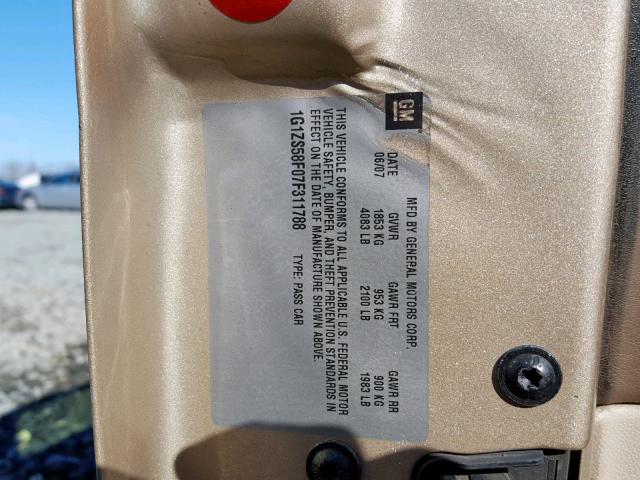 GM
MFD BY GENERAL MOTORS CORP.
DATE GVWR GAWR FRT GAWR RR
06/07 1853 KG 953 KG 900 KG
4083 LB 2100 LB 1983 LB
THIS VEHICLE CONFORMS TO ALL APPLICABLE U.S. FEDERAL MOTOR
VEHICLE SAFETY, BUMPER, AND THEFT PREVENTION STANDARDS IN
EFFECT ON THE DATE OF MANUFACTURE SHOWN ABOVE.
1G1ZS58F07F311788 TYPE: PASS CAR